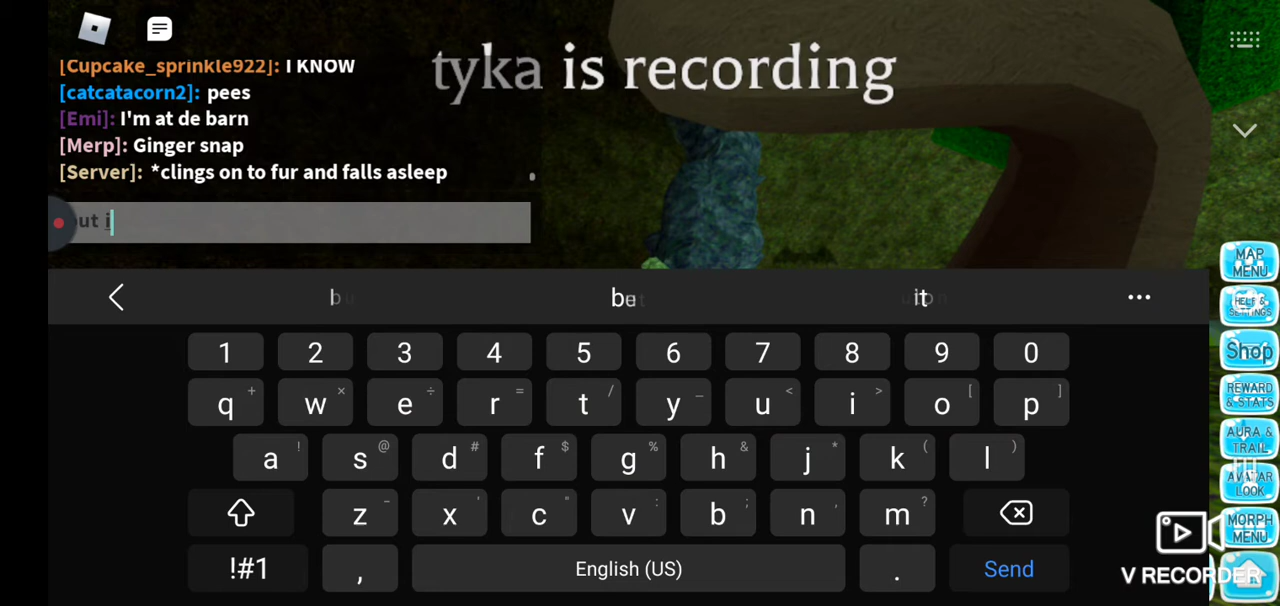 [Cupcake_sprinkle922]: I KNOW
[catcatacorn2]: pees
[Emi]: I'm at de barn
[Merp]: Ginger snap
[Server]: *clings on to fur and falls asleep
tyka is recording
ut i
it
1 2 3 4 5 6 7 8 9 0
q + w × e ÷ r = t / y _ u < i > o [ p ]
a ! s @ d # f $ g % h & j * k ( l )
z - x ' c " v : b ; n , m ?
!#1 , English (US) . Send
MAP MENU
HELP & SETTINGS
Shop
REWARD & STATS
AURA & TRAIL
AVATAR LOOK
MORPH MENU
V RECORDER